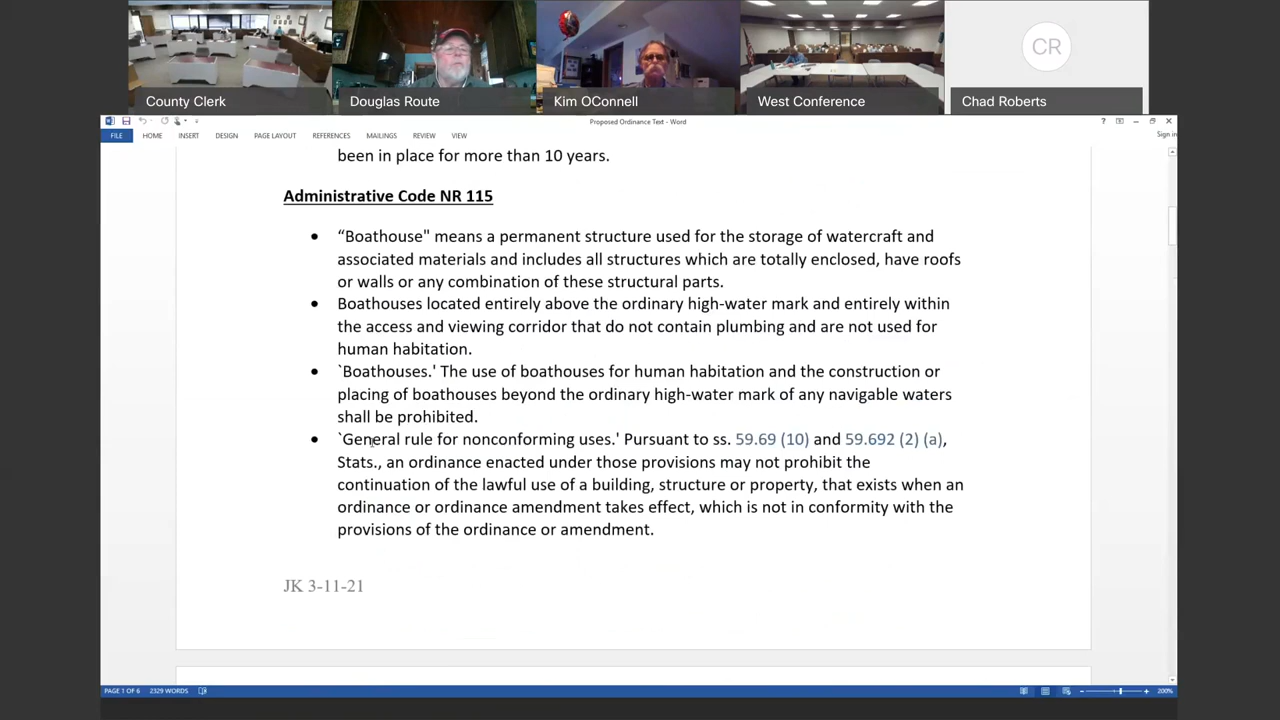 County Clerk
Douglas Route
Kim OConnell
West Conference
CR
Chad Roberts
Proposed Ordinance Text - Word
Sign in
FILE HOME INSERT DESIGN PAGE LAYOUT REFERENCES MAILINGS REVIEW VIEW
been in place for more than 10 years.
Administrative Code NR 115
• “Boathouse" means a permanent structure used for the storage of watercraft and
associated materials and includes all structures which are totally enclosed, have roofs
or walls or any combination of these structural parts.
• Boathouses located entirely above the ordinary high-water mark and entirely within
the access and viewing corridor that do not contain plumbing and are not used for
human habitation.
• `Boathouses.' The use of boathouses for human habitation and the construction or
placing of boathouses beyond the ordinary high-water mark of any navigable waters
shall be prohibited.
• `General rule for nonconforming uses.' Pursuant to ss. 59.69 (10) and 59.692 (2) (a),
Stats., an ordinance enacted under those provisions may not prohibit the
continuation of the lawful use of a building, structure or property, that exists when an
ordinance or ordinance amendment takes effect, which is not in conformity with the
provisions of the ordinance or amendment.
JK 3-11-21
PAGE 1 OF 6 2329 WORDS
200%